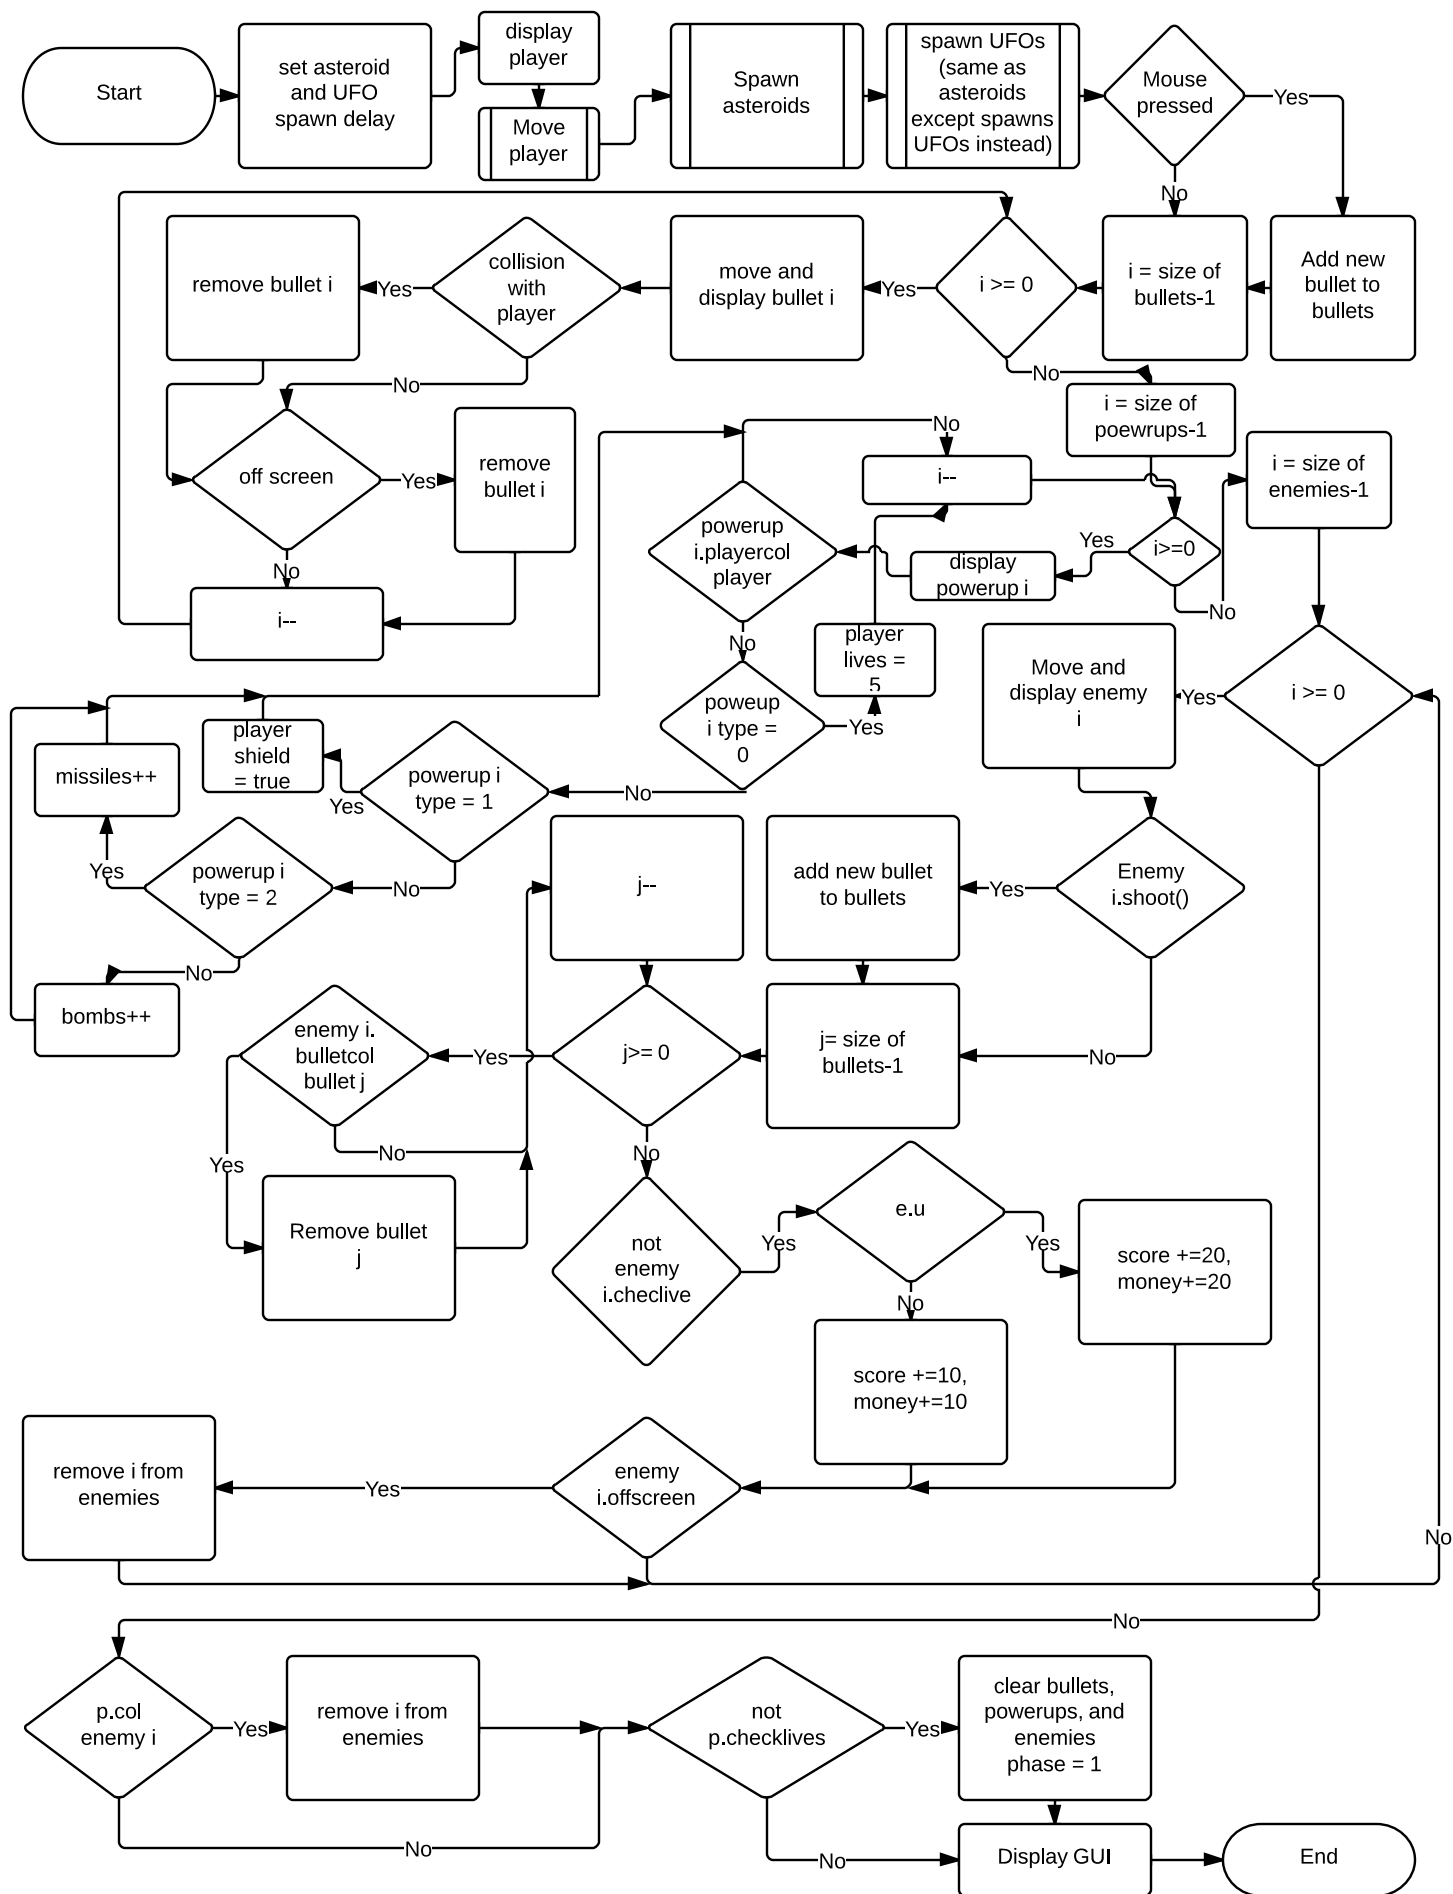 Start
set asteroid
and UFO
spawn delay
display
player
Move
player
Spawn
asteroids
spawn UFOs
(same as
asteroids
except spawns
UFOs instead)
Mouse
pressed
Yes
No
remove bullet i
Yes
collision
with
player
move and
display bullet i
Yes
i >= 0
i = size of
bullets-1
Add new
bullet to
bullets
No
No
i = size of
poewrups-1
off screen
Yes
remove
bullet i
No
i--
No
i--
i = size of
enemies-1
powerup
i.playercol
player
display
powerup i
Yes
i>=0
No
No
player
lives =
5
poweup
i type =
0
Yes
Move and
display enemy
i
Yes
i >= 0
missiles++
player
shield
= true
Yes
powerup i
type = 1
No
Yes
powerup i
type = 2
No
No
bombs++
j--
add new bullet
to bullets
Yes
Enemy
i.shoot()
enemy i.
bulletcol
bullet j
Yes
j>= 0
j= size of
bullets-1
No
No
Yes
No
Remove bullet
j
not
enemy
i.checlive
Yes
e.u
Yes
score +=20,
money+=20
No
score +=10,
money+=10
remove i from
enemies
Yes
enemy
i.offscreen
No
No
p.col
enemy i
Yes
remove i from
enemies
not
p.checklives
Yes
clear bullets,
powerups, and
enemies
phase = 1
No
No
Display GUI
End